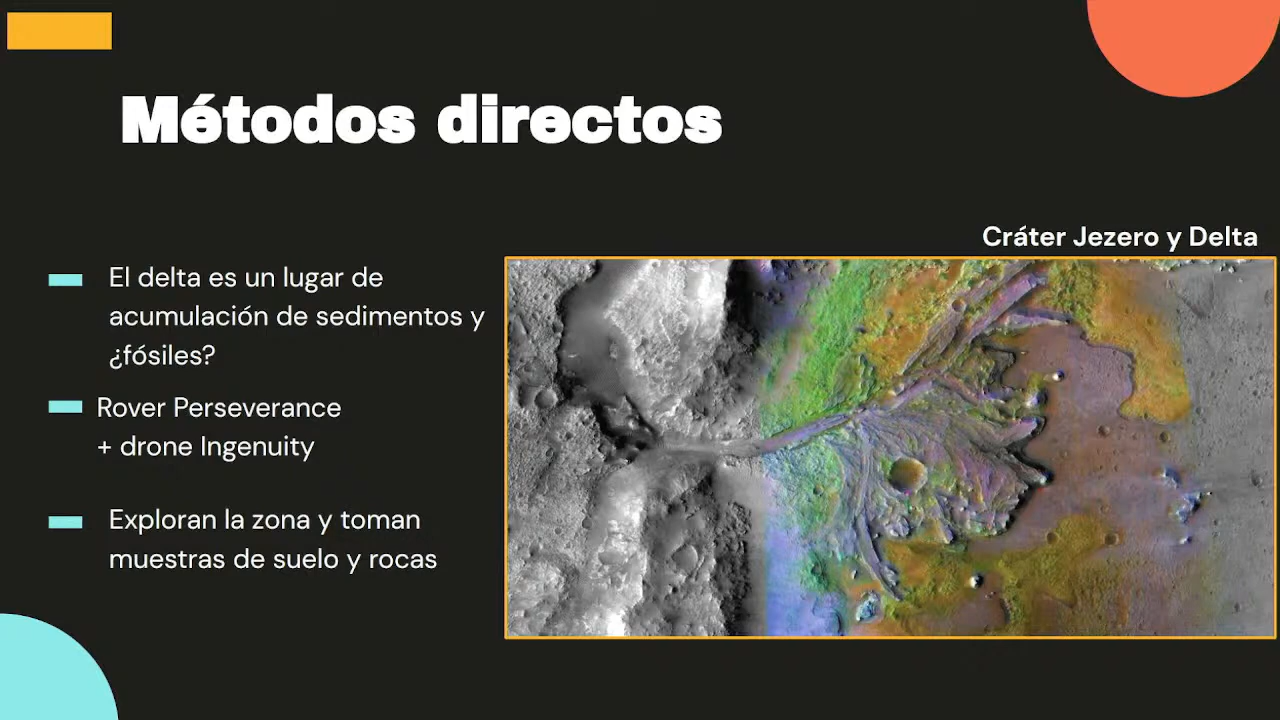 Métodos directos
Cráter Jezero y Delta
El delta es un lugar de
acumulación de sedimentos y
¿fósiles?
Rover Perseverance
+ drone Ingenuity
Exploran la zona y toman
muestras de suelo y rocas